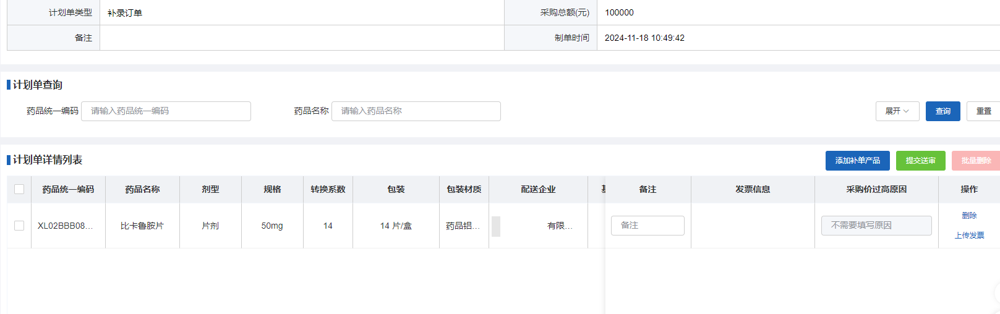 计划单类型 补录订单 采购总额(元) 100000
备注 制单时间 2024-11-18 10:49:42
计划单查询
药品统一编码 请输入药品统一编码 药品名称 请输入药品名称 展开 查询 重置
计划单详情列表 添加补单产品 提交送审 批量删除
药品统一编码 药品名称 剂型 规格 转换系数 包装 包装材质 配送企业 备注 发票信息 采购价过高原因 操作
XL02BBB08... 比卡鲁胺片 片剂 50mg 14 14 片/盒 药品铝... 有限... 备注 不需要填写原因 删除
上传发票